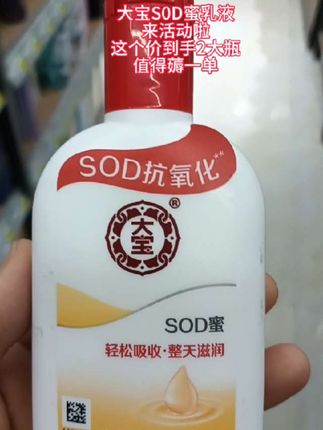 大宝SOD蜜乳液
来活动啦
这个价到手2大瓶
值得薅一单
SOD抗氧化**
®
大宝
SOD蜜
轻松吸收·整天滋润